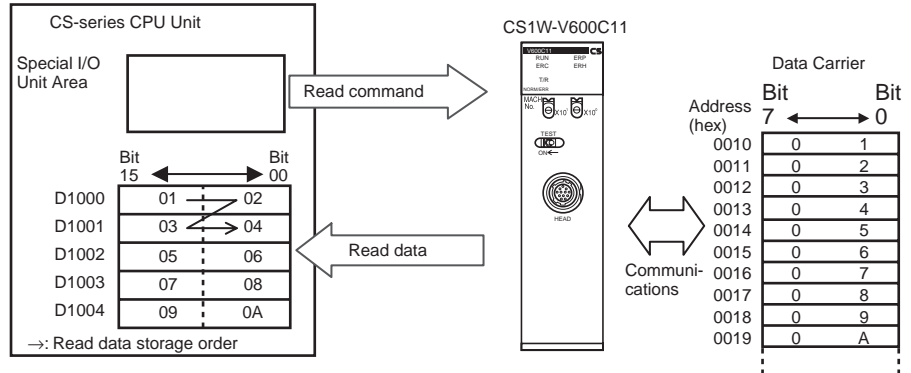 CS-series CPU Unit
Special I/O
Unit Area
Read command
Bit
15
Bit
00
D1000 01 02
D1001 03 04
D1002 05 06
D1003 07 08
D1004 09 0A
→: Read data storage order
Read data
CS1W-V600C11
V600C11 CS
RUN ERP
ERC ERH
T/R
NORM/ERR
MACH
No. X10¹ X10⁰
TEST
ON←
HEAD
Communi-
cations
Data Carrier
Address
(hex)
Bit
7
Bit
0
0010 0 1
0011 0 2
0012 0 3
0013 0 4
0014 0 5
0015 0 6
0016 0 7
0017 0 8
0018 0 9
0019 0 A